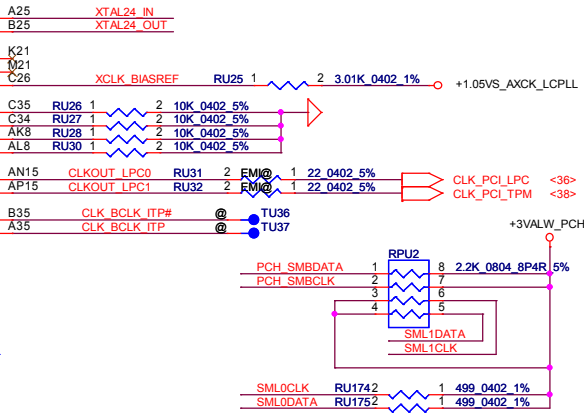 A25 XTAL24_IN
B25 XTAL24_OUT
K21
M21
C26 XCLK_BIASREF RU25 1 2 3.01K_0402_1% +1.05VS_AXCK_LCPLL
C35 RU26 1 2 10K_0402_5%
C34 RU27 1 2 10K_0402_5%
AK8 RU28 1 2 10K_0402_5%
AL8 RU30 1 2 10K_0402_5%
AN15 CLKOUT_LPC0 RU31 2 EMI@ 1 22_0402_5% CLK_PCI_LPC <36>
AP15 CLKOUT_LPC1 RU32 2 EMI@ 1 22_0402_5% CLK_PCI_TPM <38>
B35 CLK_BCLK_ITP# @ TU36
A35 CLK_BCLK_ITP @ TU37
+3VALW_PCH
RPU2
PCH_SMBDATA 1 8 2.2K_0804_8P4R_5%
PCH_SMBCLK 2 7
3 6
4 5
SML1DATA
SML1CLK
SML0CLK RU174 2 1 499_0402_1%
SML0DATA RU175 2 1 499_0402_1%